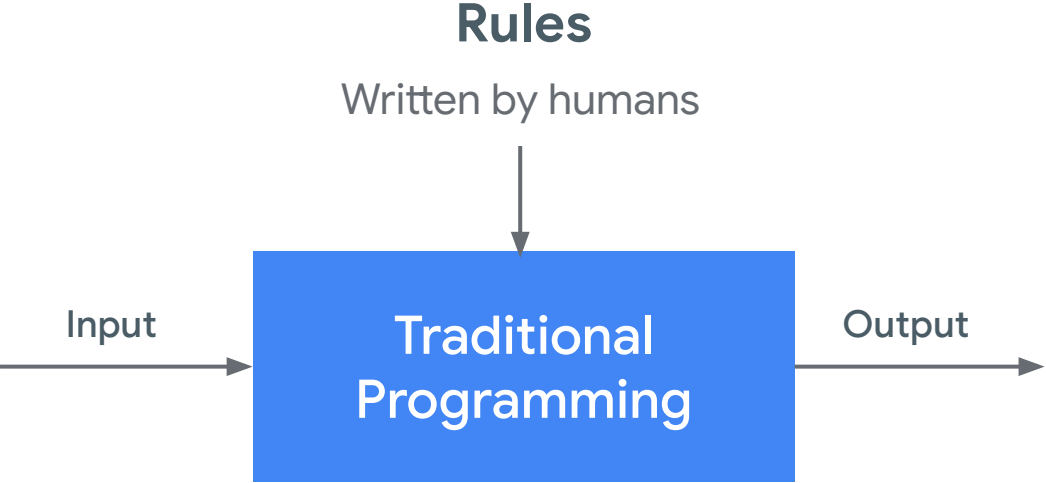 Rules
Written by humans
Input
Traditional
Programming
Output